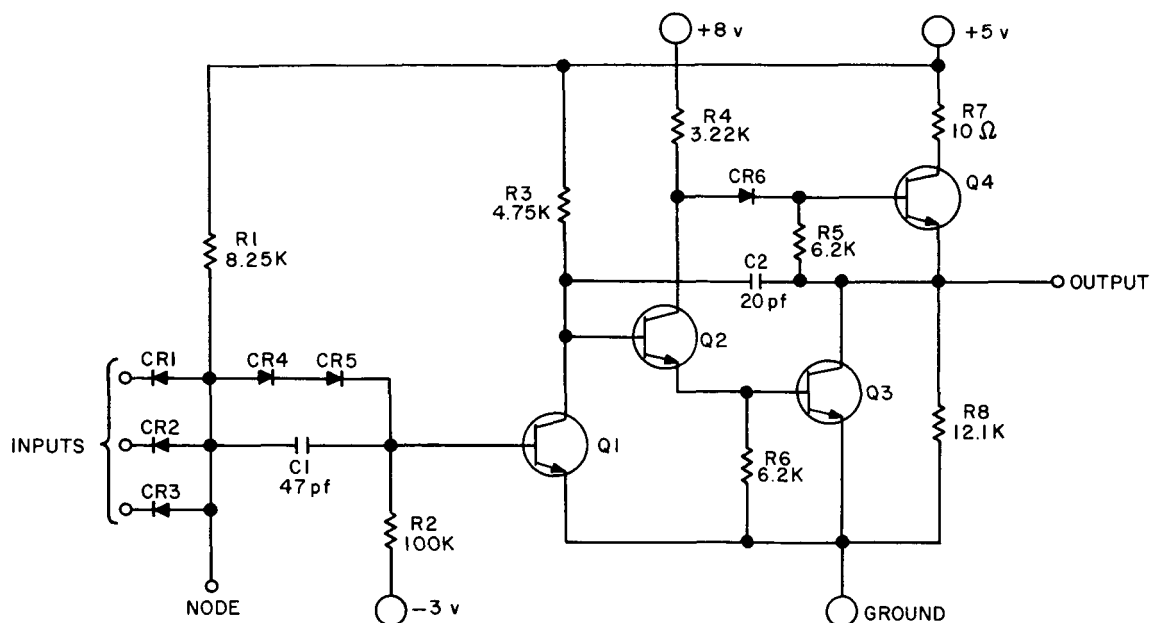 +8 v
+5 v
R4
3.22K
R7
10 Ω
CR6
Q4
R3
4.75K
R5
6.2K
R1
8.25K
C2
20 pf
OUTPUT
Q2
CR1
CR4
CR5
Q3
R8
12.1K
INPUTS
CR2
C1
47 pf
Q1
R6
6.2K
CR3
R2
100K
NODE
-3 v
GROUND